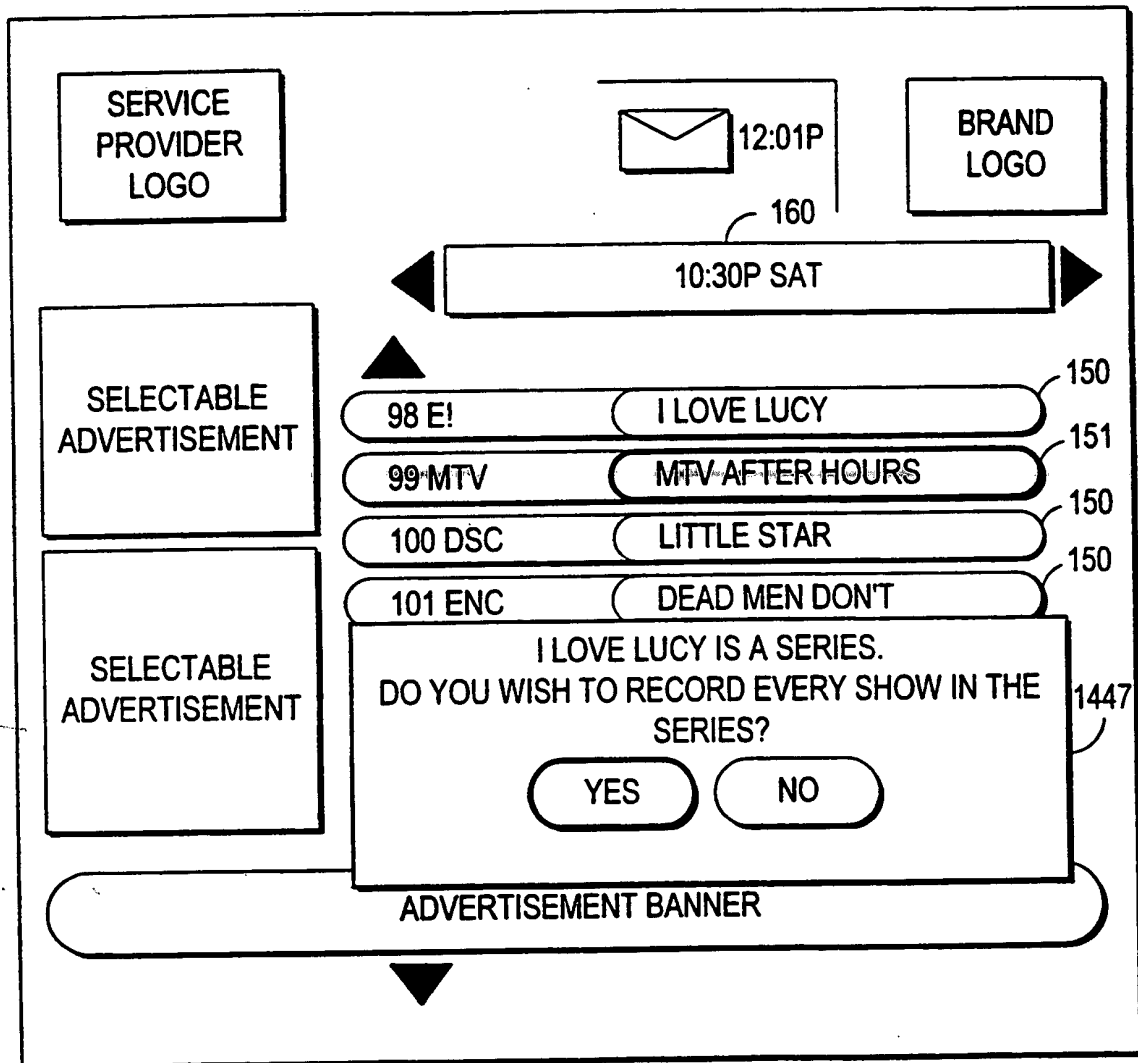 SERVICE
PROVIDER
LOGO
12:01P
BRAND
LOGO
160
10:30P SAT
SELECTABLE
ADVERTISEMENT
98 E! I LOVE LUCY 150
99 MTV MTV AFTER HOURS 151
100 DSC LITTLE STAR 150
101 ENC DEAD MEN DON'T 150
SELECTABLE
ADVERTISEMENT
I LOVE LUCY IS A SERIES.
DO YOU WISH TO RECORD EVERY SHOW IN THE
SERIES?
1447
YES NO
ADVERTISEMENT BANNER